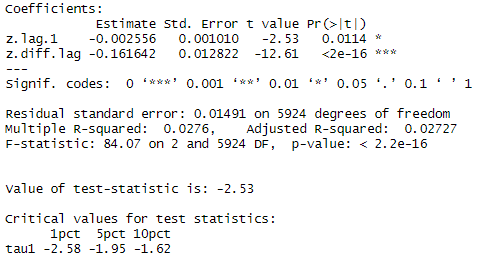 Coefficients:
Estimate Std. Error t value Pr(>|t|)
z.lag.1 -0.002556 0.001010 -2.53 0.0114 *
z.diff.lag -0.161642 0.012822 -12.61 <2e-16 ***
---
Signif. codes: 0 ‘***’ 0.001 ‘**’ 0.01 ‘*’ 0.05 ‘.’ 0.1 ‘ ’ 1
Residual standard error: 0.01491 on 5924 degrees of freedom
Multiple R-squared: 0.0276, Adjusted R-squared: 0.02727
F-statistic: 84.07 on 2 and 5924 DF, p-value: < 2.2e-16
Value of test-statistic is: -2.53
Critical values for test statistics:
1pct 5pct 10pct
tau1 -2.58 -1.95 -1.62